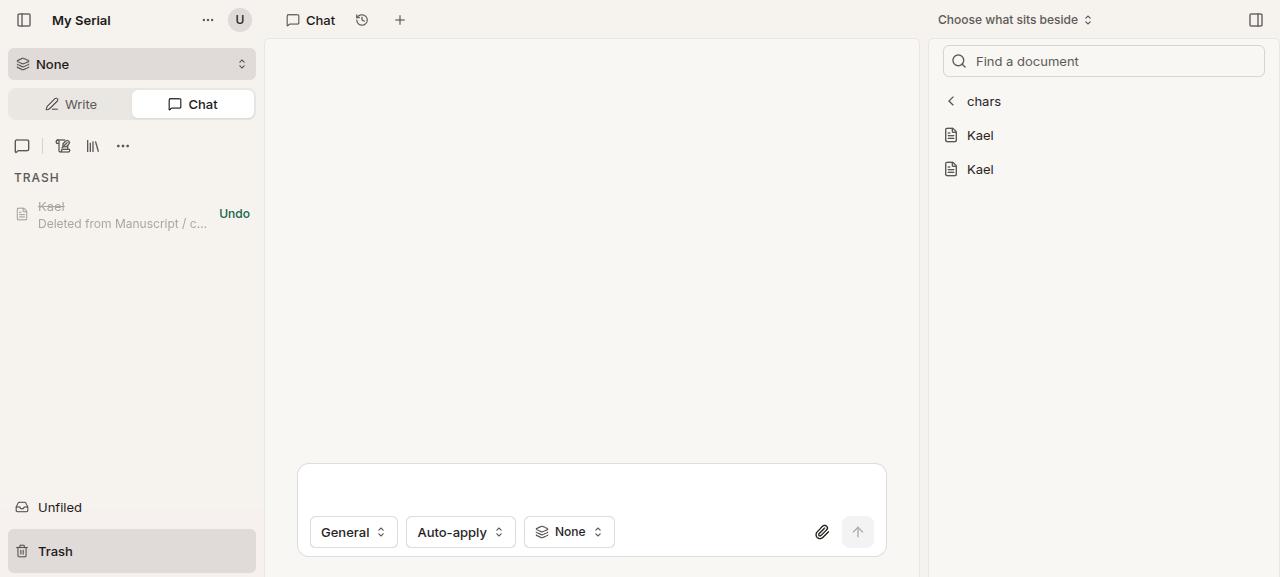 My Serial
U
None
Write
Chat
TRASH
Kael
Deleted from Manuscript / c...
Undo
Unfiled
Trash
Chat
General
Auto-apply
None
Choose what sits beside
Find a document
chars
Kael
Kael